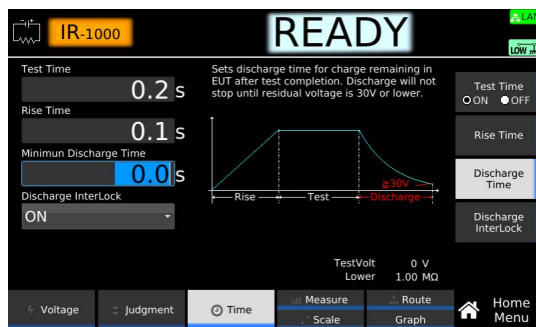 IR-1000
READY
LAN
LOW
Test Time
0.2 s
Rise Time
0.1 s
Minimun Discharge Time
0.0 s
Discharge InterLock
ON
Sets discharge time for charge remaining in
EUT after test completion. Discharge will not
stop until residual voltage is 30V or lower.
≧30V
Rise
Test
Discharge
TestVolt 0 V
Lower 1.00 MΩ
Test Time
ON OFF
Rise Time
Discharge
Time
Discharge
InterLock
Voltage
Judgment
Time
Measure
Scale
Route
Graph
Home
Menu